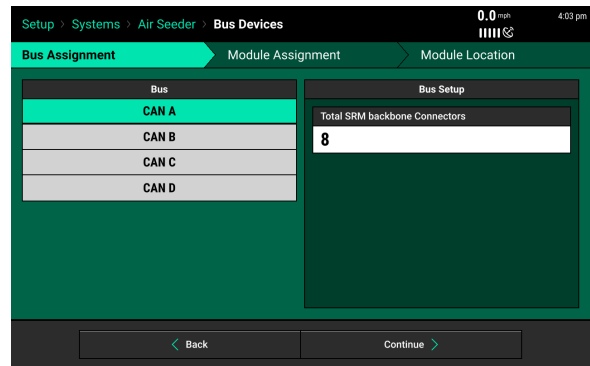 Setup > Systems > Air Seeder > Bus Devices
0.0 mph
4:03 pm
Bus Assignment
Module Assignment
Module Location
Bus
CAN A
CAN B
CAN C
CAN D
Bus Setup
Total SRM backbone Connectors
8
Back
Continue